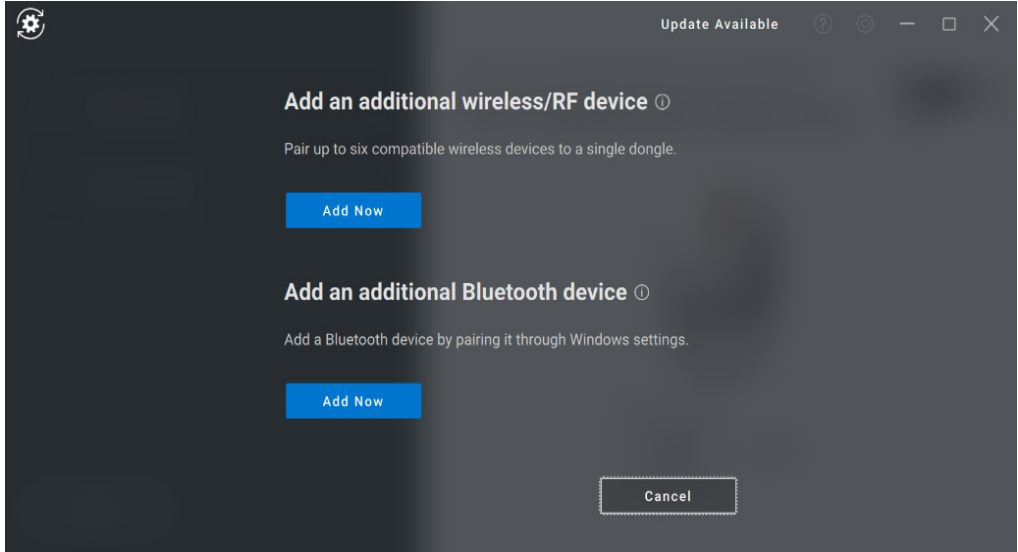 Update Available
Add an additional wireless/RF device
Pair up to six compatible wireless devices to a single dongle.
Add Now
Add an additional Bluetooth device
Add a Bluetooth device by pairing it through Windows settings.
Add Now
Cancel